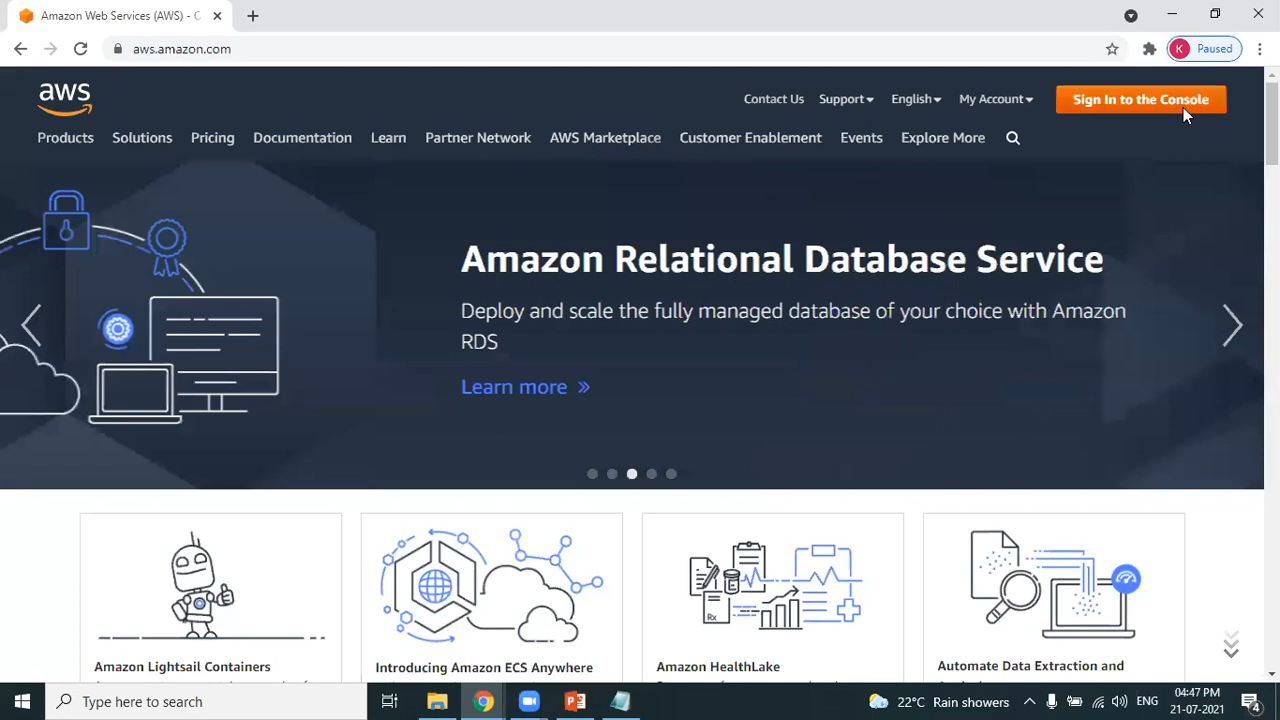 Amazon Web Services (AWS) - C
aws.amazon.com
K Paused
aws
Contact Us Support English My Account Sign In to the Console
Products Solutions Pricing Documentation Learn Partner Network AWS Marketplace Customer Enablement Events Explore More
Amazon Relational Database Service
Deploy and scale the fully managed database of your choice with Amazon
RDS
Learn more »
Rx
Amazon Lightsail Containers
Introducing Amazon ECS Anywhere
Amazon HealthLake
Automate Data Extraction and
Type here to search
22°C Rain showers
ENG
04:47 PM
21-07-2021
4